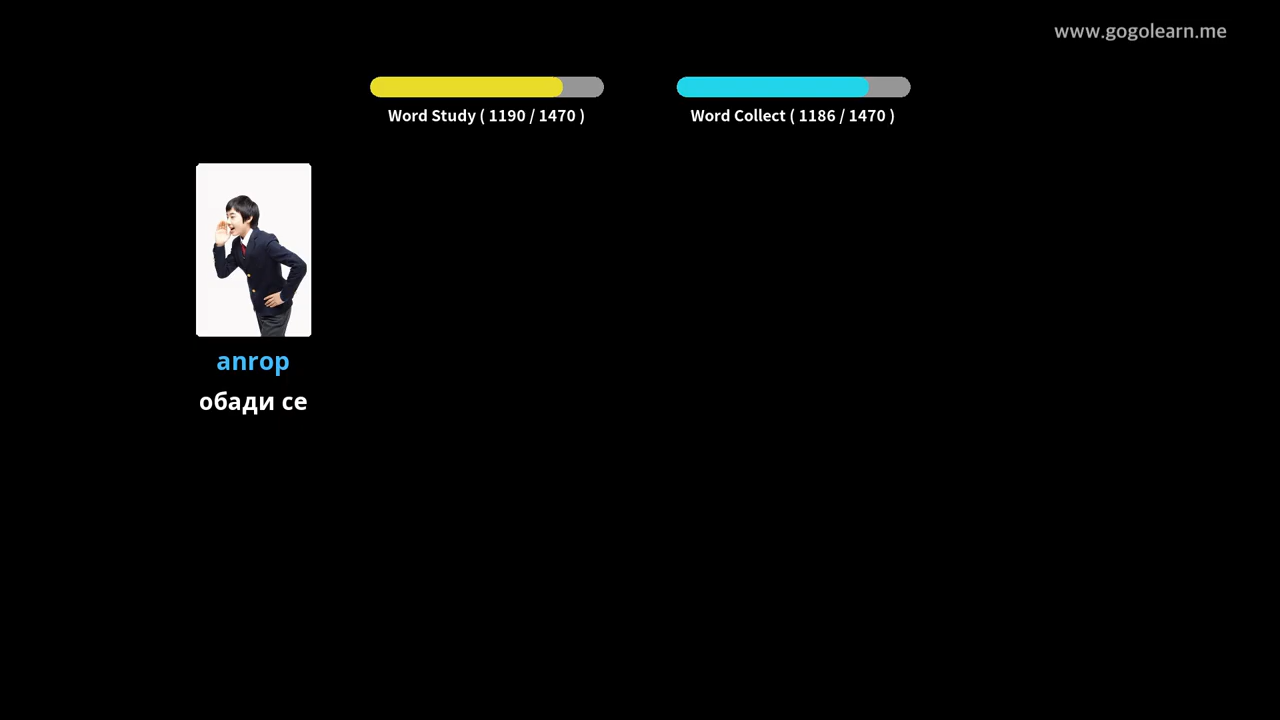 www.gogolearn.me
Word Study ( 1190 / 1470 )
Word Collect ( 1186 / 1470 )
anrop
обади се